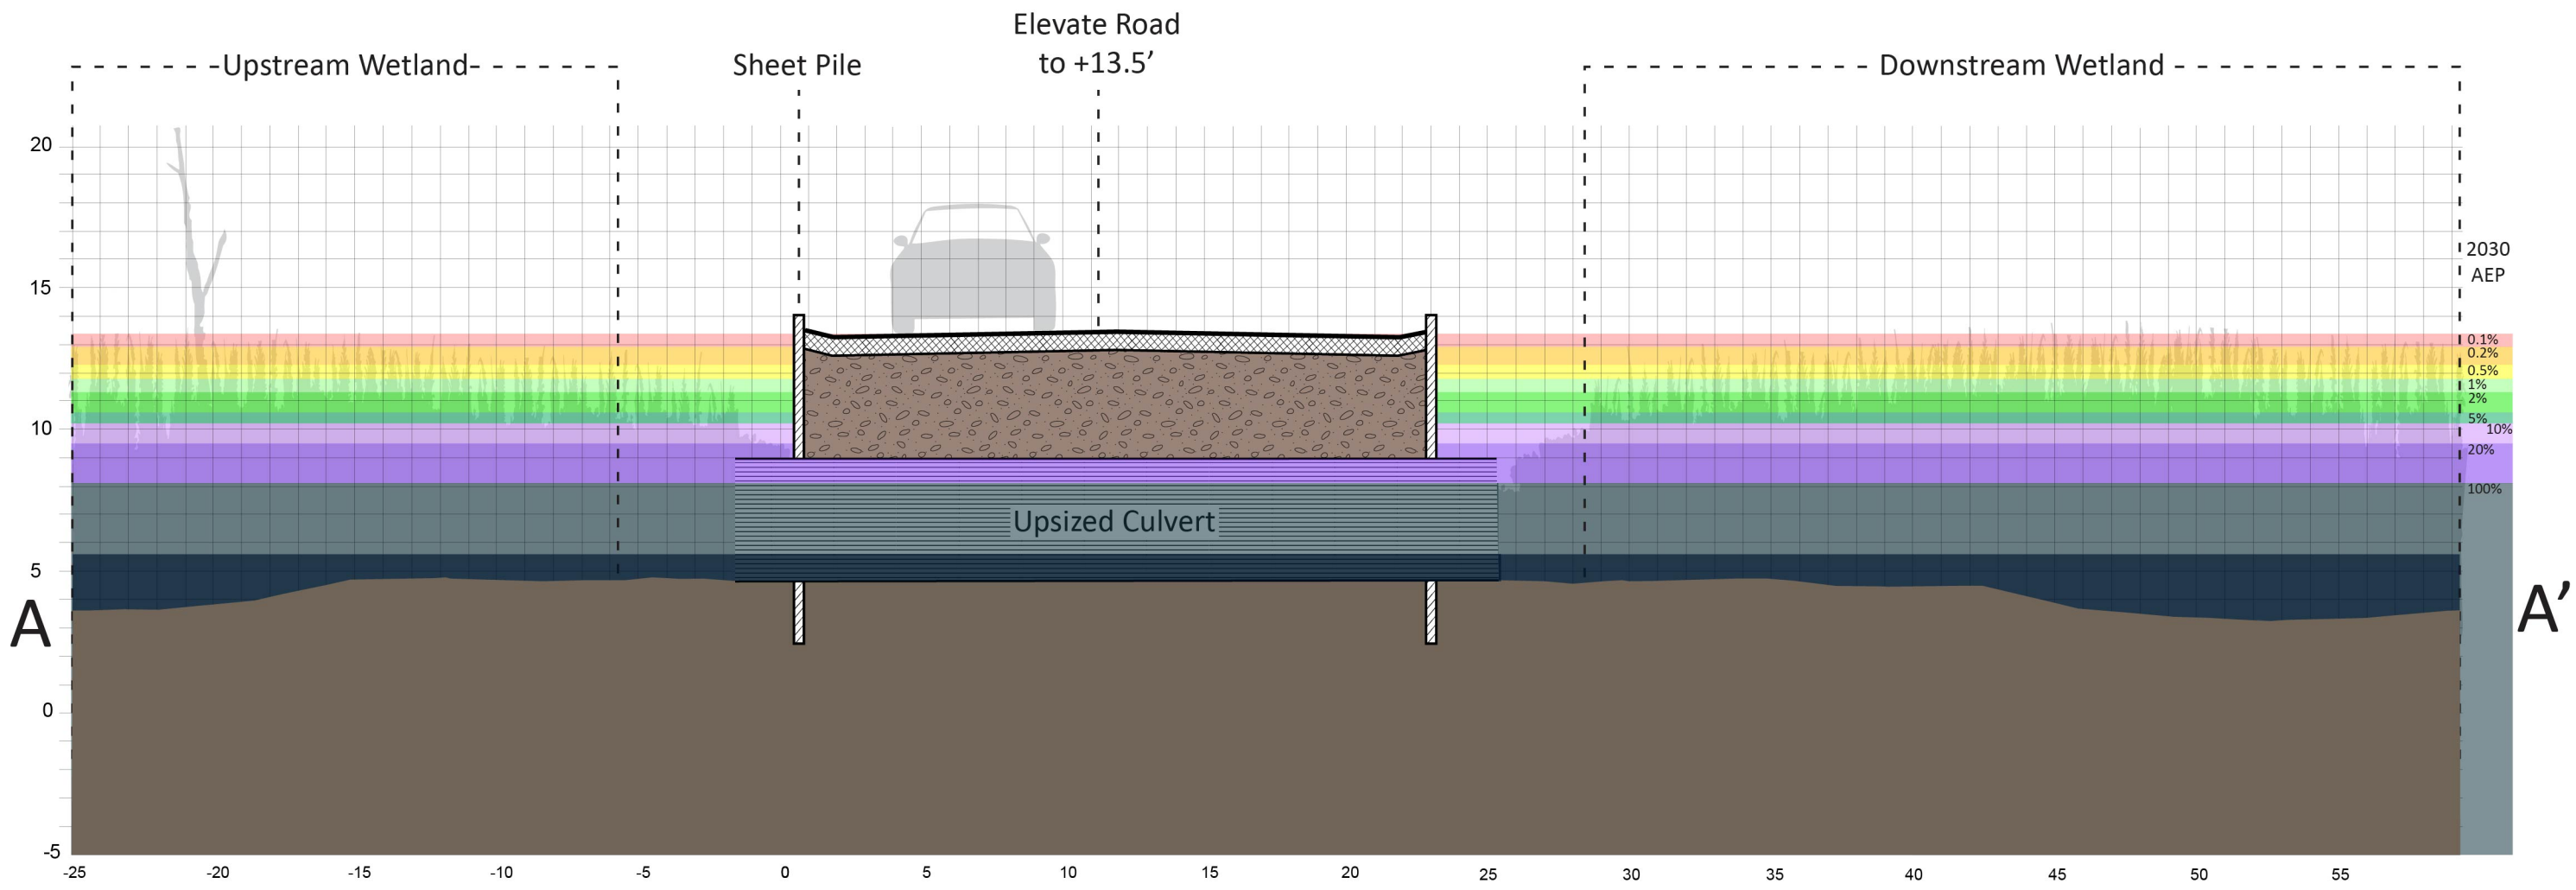 Elevate Road
Upstream Wetland
Sheet Pile
to +13.5’
Downstream Wetland
20
2030
AEP
15
0.1%
0.2%
0.5%
1%
2%
5%
10
10%
20%
100%
Upsized Culvert
5
A
A’
0
-5
-25 -20 -15 -10 -5 0 5 10 15 20 25 30 35 40 45 50 55